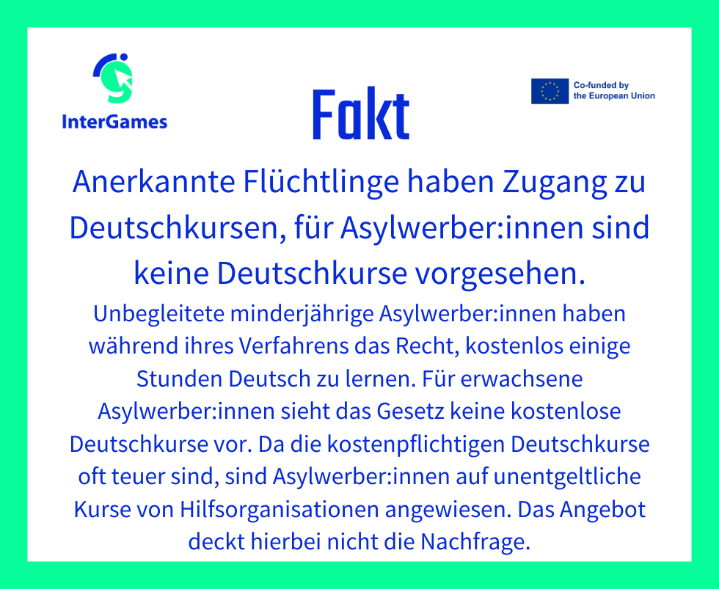 InterGames
Co-funded by
the European Union
Fakt
Anerkannte Flüchtlinge haben Zugang zu
Deutschkursen, für Asylwerber:innen sind
keine Deutschkurse vorgesehen.
Unbegleitete minderjährige Asylwerber:innen haben
während ihres Verfahrens das Recht, kostenlos einige
Stunden Deutsch zu lernen. Für erwachsene
Asylwerber:innen sieht das Gesetz keine kostenlose
Deutschkurse vor. Da die kostenpflichtigen Deutschkurse
oft teuer sind, sind Asylwerber:innen auf unentgeltliche
Kurse von Hilfsorganisationen angewiesen. Das Angebot
deckt hierbei nicht die Nachfrage.